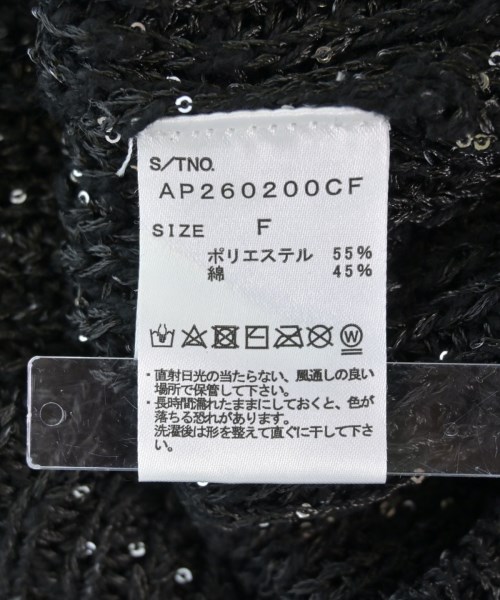 S/TNO.
AP260200CF
SIZE F
ポリエステル 55%
綿 45%
W
・直射日光の当たらない、風通しの良い
場所で保管して下さい。
・長時間濡れたままにしておくと、色が
落ちる恐れがあります。
洗濯後は形を整えて直ぐに干して下さ
い。